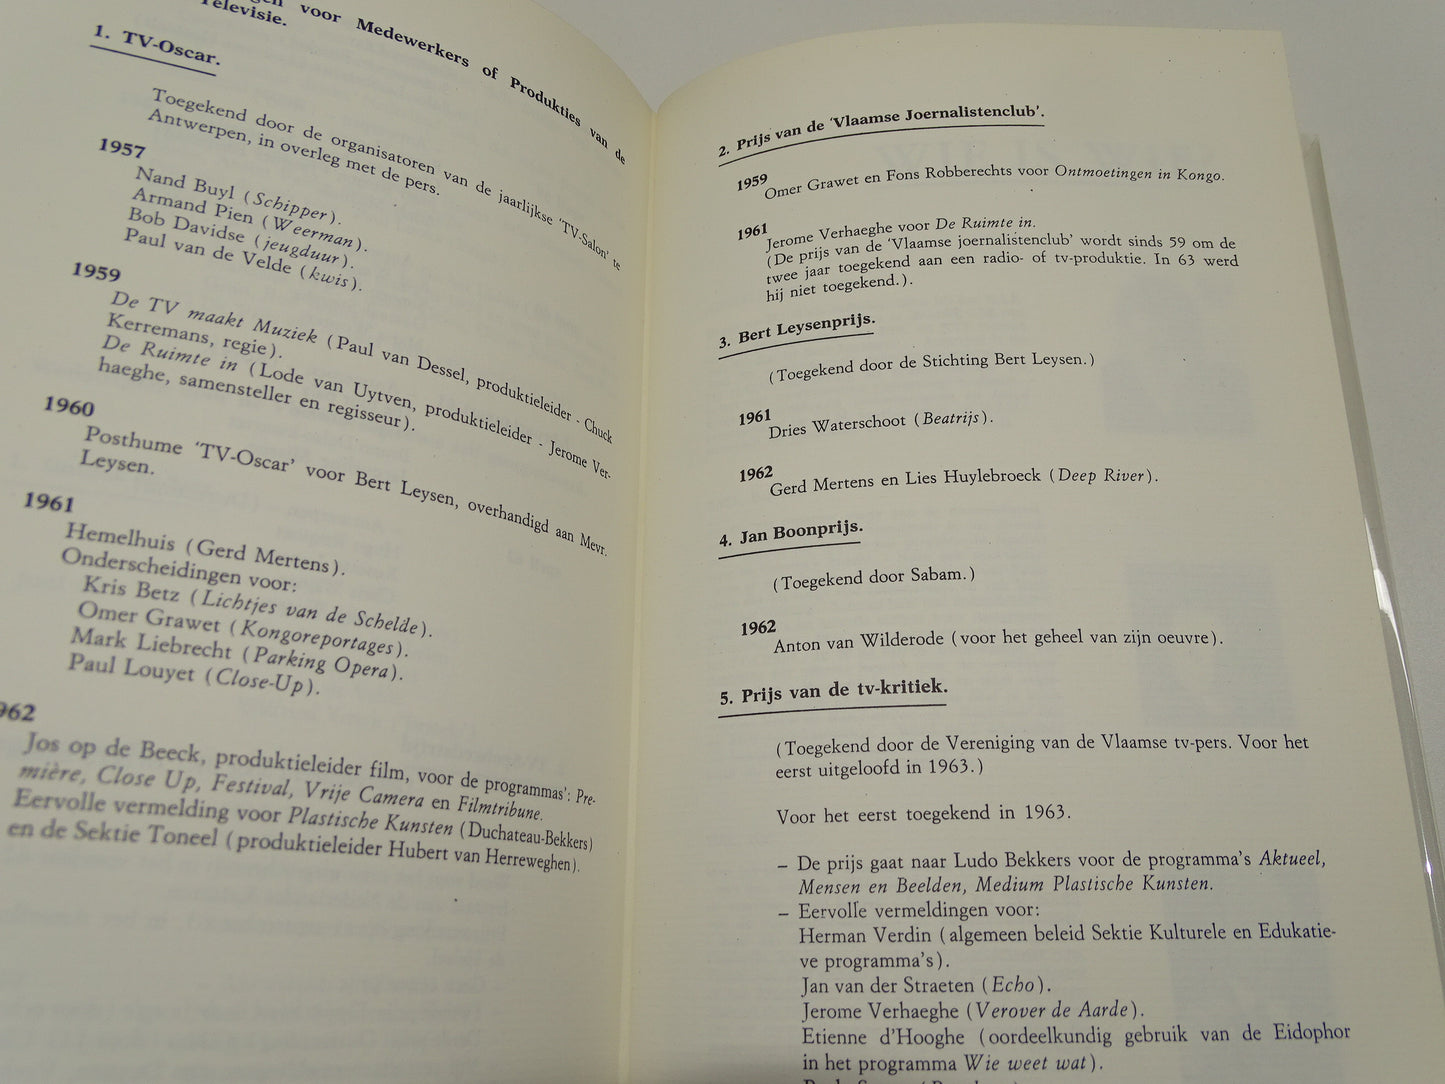 voor Medewerkers of Produkties van de
Televisie.
1. TV-Oscar.
Toegekend door de organisatoren van de jaarlijkse 'TV-Salon' te
Antwerpen, in overleg met de pers.
1957
Nand Buyl (Schipper).
Armand Pien (Weerman).
Bob Davidse (jeugduur).
Paul van de Velde (kwis).
1959
De TV maakt Muziek (Paul van Dessel, produktieleider - Chuck
Kerremans, regie).
De Ruimte in (Lode van Uytven, produktieleider - Jerome Ver-
haeghe, samensteller en regisseur).
1960
Posthume 'TV-Oscar' voor Bert Leysen, overhandigd aan Mevr.
Leysen.
1961
Hemelhuis (Gerd Mertens).
Onderscheidingen voor:
Kris Betz (Lichtjes van de Schelde).
Omer Grawet (Kongoreportages).
Mark Liebrecht (Parking Opera).
Paul Louyet (Close-Up).
962
Jos op de Beeck, produktieleider film, voor de programmas': Pre-
mière, Close Up, Festival, Vrije Camera en Filmtribune.
Eervolle vermelding voor Plastische Kunsten (Duchateau-Bekkers)
en de Sektie Toneel (produktieleider Hubert van Herreweghen).
2. Prijs van de 'Vlaamse Joernalistenclub'.
1959
Omer Grawet en Fons Robberechts voor Ontmoetingen in Kongo.
1961
Jerome Verhaeghe voor De Ruimte in.
(De prijs van de 'Vlaamse joernalistenclub' wordt sinds 59 om de
twee jaar toegekend aan een radio- of tv-produktie. In 63 werd
hij niet toegekend.).
3. Bert Leysenprijs.
(Toegekend door de Stichting Bert Leysen.)
1961
Dries Waterschoot (Beatrijs).
1962
Gerd Mertens en Lies Huylebroeck (Deep River).
4. Jan Boonprijs.
(Toegekend door Sabam.)
1962
Anton van Wilderode (voor het geheel van zijn oeuvre).
5. Prijs van de tv-kritiek.
(Toegekend door de Vereniging van de Vlaamse tv-pers. Voor het
eerst uitgeloofd in 1963.)
Voor het eerst toegekend in 1963.
– De prijs gaat naar Ludo Bekkers voor de programma's Aktueel,
Mensen en Beelden, Medium Plastische Kunsten.
– Eervolle vermeldingen voor:
Herman Verdin (algemeen beleid Sektie Kulturele en Edukatie-
ve programma's).
Jan van der Straeten (Echo).
Jerome Verhaeghe (Verover de Aarde).
Etienne d'Hooghe (oordeelkundig gebruik van de Eidophor
in het programma Wie weet wat).